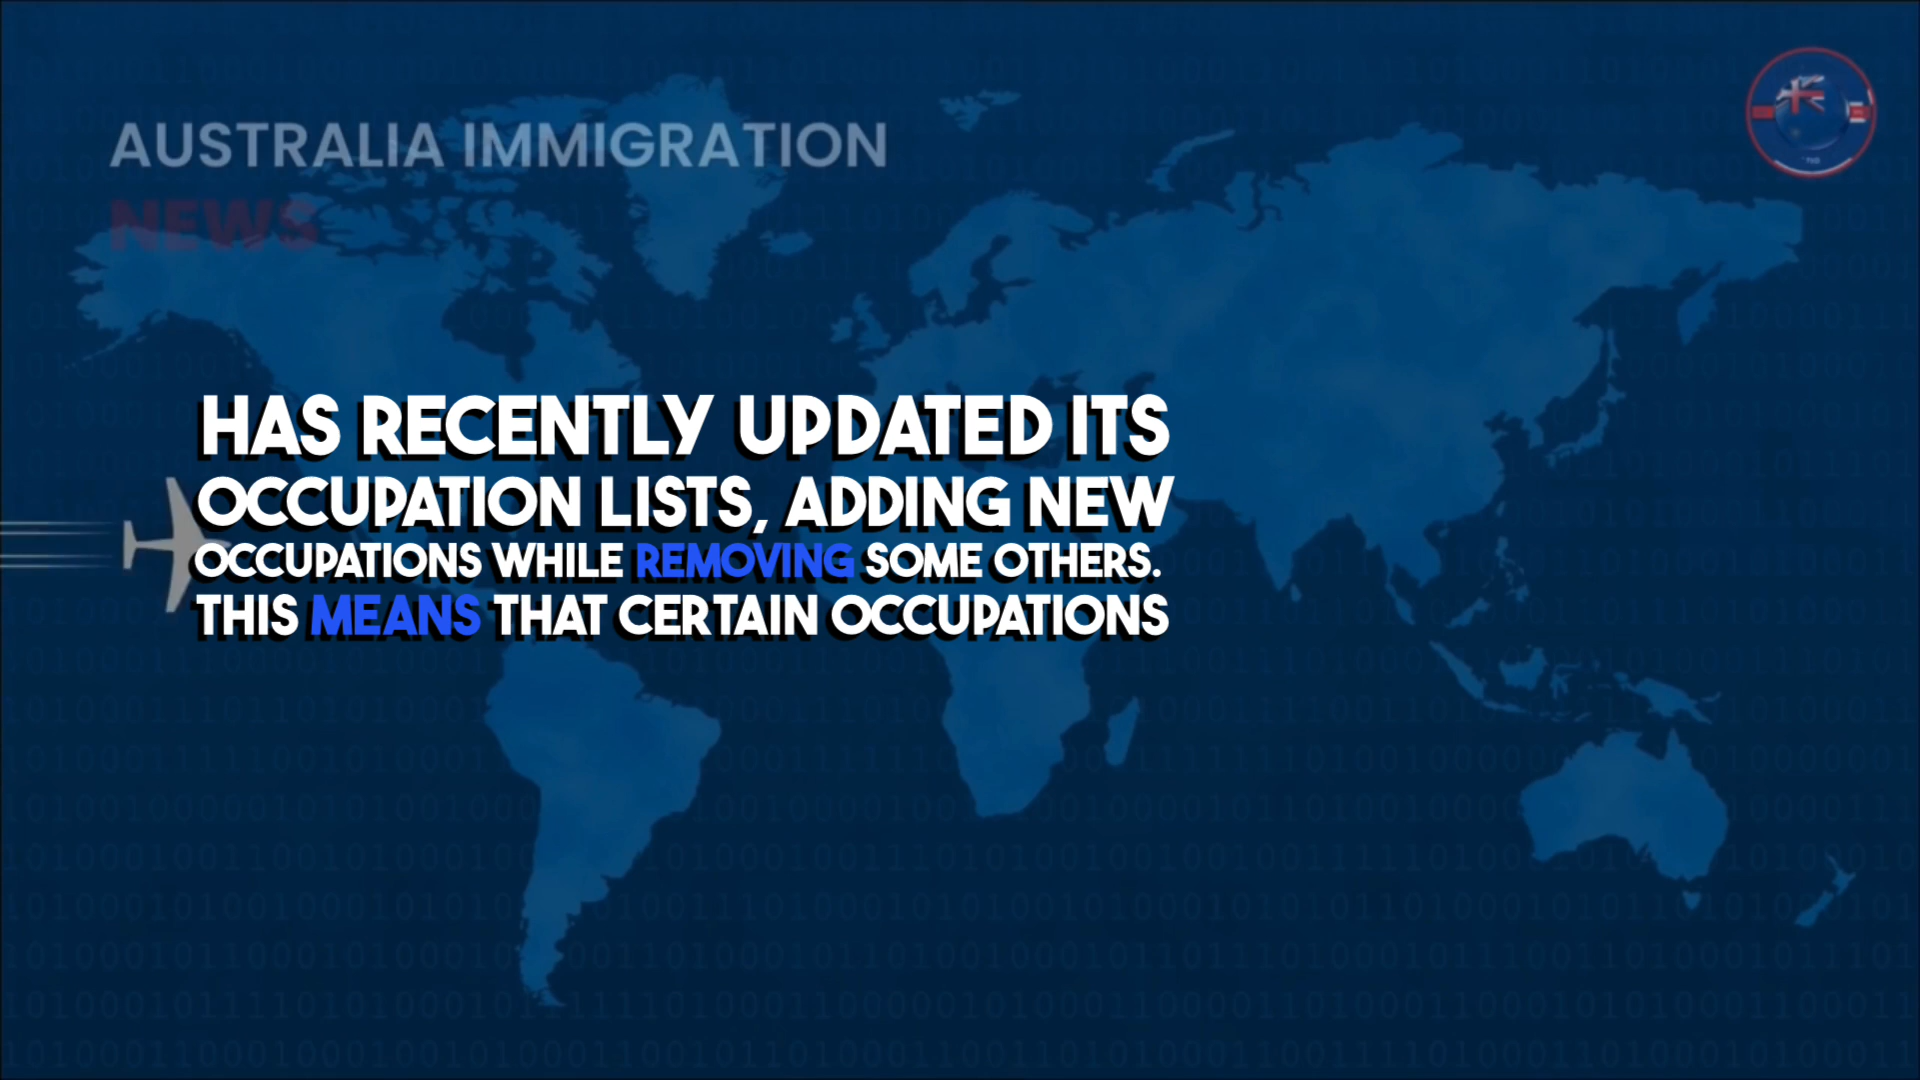 AUSTRALIA IMMIGRATION
NEWS
HAS RECENTLY UPDATED ITS
OCCUPATION LISTS, ADDING NEW
OCCUPATIONS WHILE REMOVING SOME OTHERS.
THIS MEANS THAT CERTAIN OCCUPATIONS